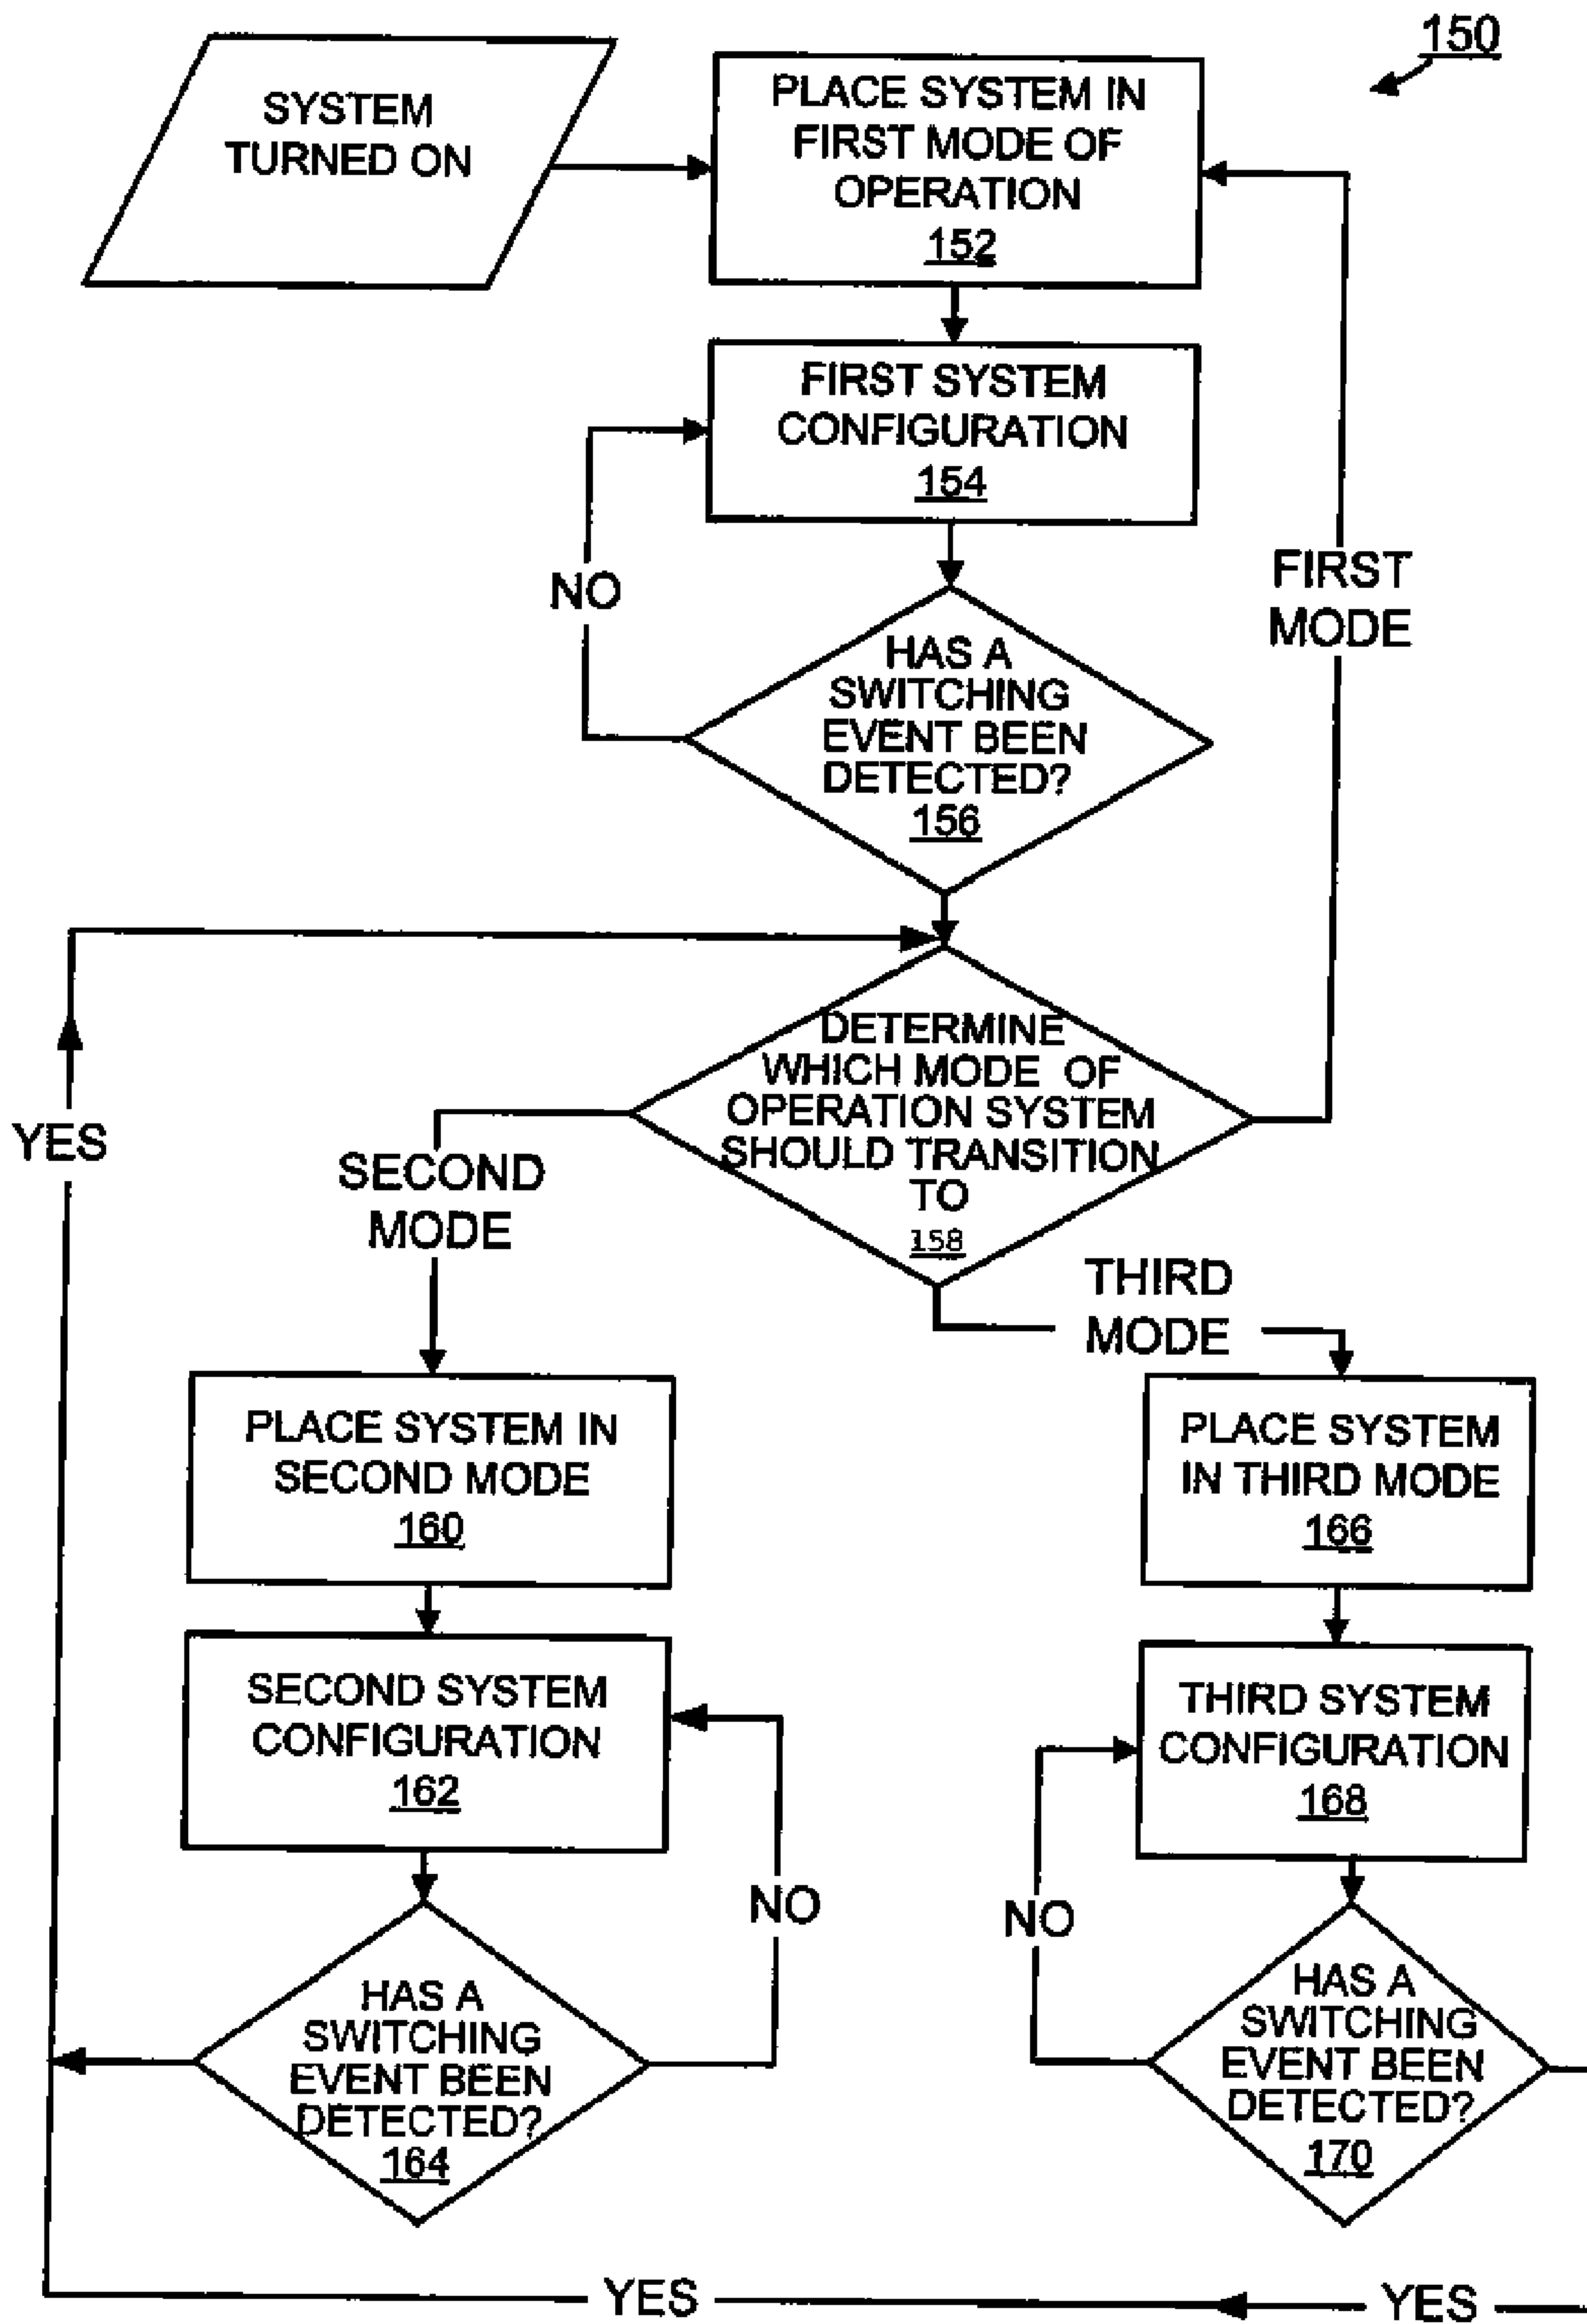 150
SYSTEM
TURNED ON
PLACE SYSTEM IN
FIRST MODE OF
OPERATION
152
FIRST SYSTEM
CONFIGURATION
154
NO
FIRST
MODE
HAS A
SWITCHING
EVENT BEEN
DETECTED?
156
YES
DETERMINE
WHICH MODE OF
OPERATION SYSTEM
SHOULD TRANSITION
TO
158
SECOND
MODE
THIRD
MODE
PLACE SYSTEM IN
SECOND MODE
160
PLACE SYSTEM
IN THIRD MODE
166
SECOND SYSTEM
CONFIGURATION
162
THIRD SYSTEM
CONFIGURATION
168
NO
NO
HAS A
SWITCHING
EVENT BEEN
DETECTED?
164
HAS A
SWITCHING
EVENT BEEN
DETECTED?
170
YES
YES